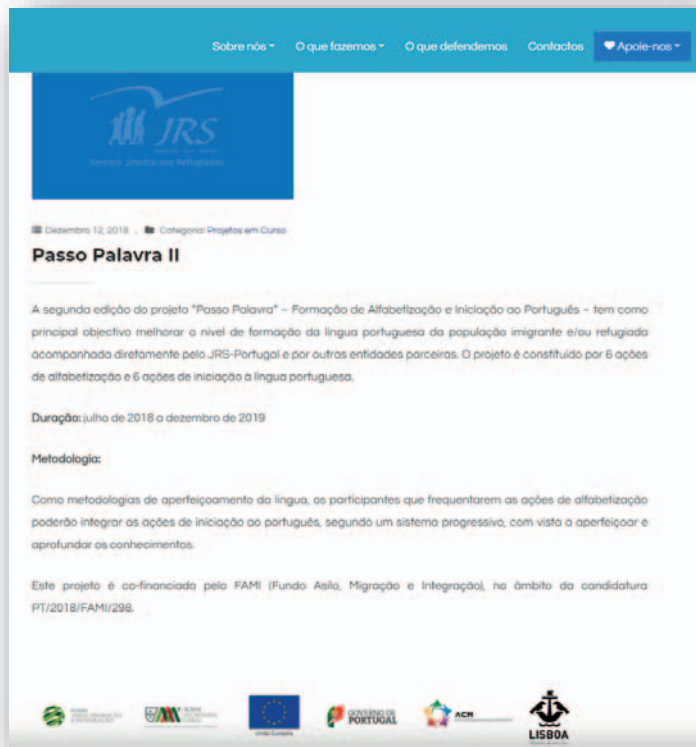 Sobre nós
O que fazemos
O que defendemos
Contactos
Apoie-nos
JRS
Serviço Jesuíta aos Refugiados
Dezembro 12, 2018 . Categoria: Projetos em Curso
Passo Palavra II
A segunda edição do projeto "Passo Palavra" – Formação de Alfabetização e Iniciação ao Português – tem como
principal objectivo melhorar o nível de formação da língua portuguesa da população imigrante e/ou refugiada
acompanhada diretamente pelo JRS-Portugal e por outras entidades parceiras. O projeto é constituído por 6 ações
de alfabetização e 6 ações de iniciação à língua portuguesa.
Duração: julho de 2018 a dezembro de 2019
Metodologia:
Como metodologias de aperfeiçoamento da língua, os participantes que frequentarem as ações de alfabetização
poderão integrar as ações de iniciação ao português, segundo um sistema progressivo, com vista a aperfeiçoar e
aprofundar os conhecimentos.
Este projeto é co-financiado pelo FAMI (Fundo Asilo, Migração e Integração), no âmbito da candidatura
PT/2018/FAMI/298.
União Europeia
GOVERNO DE
PORTUGAL
ACM
LISBOA